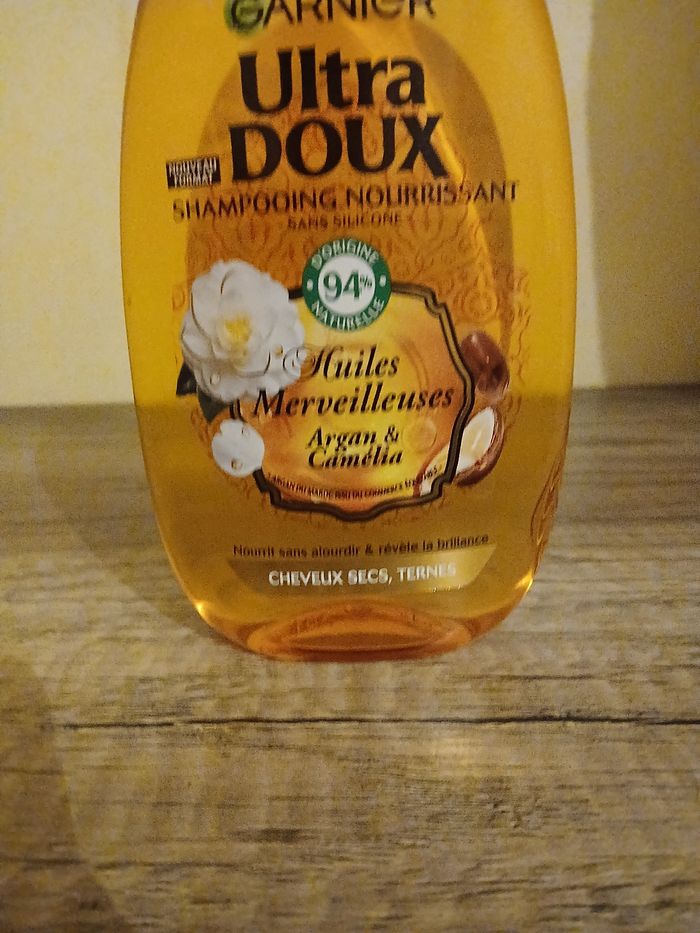 GARNIER
Ultra
DOUX
NOUVEAU
FORMAT
SHAMPOOING NOURRISSANT
SANS SILICONE
D'ORIGINE
94%
NATURELLE
Huiles
Merveilleuses
Argan &
Camélia
Nourrit sans alourdir & révèle la brillance
CHEVEUX SECS, TERNES